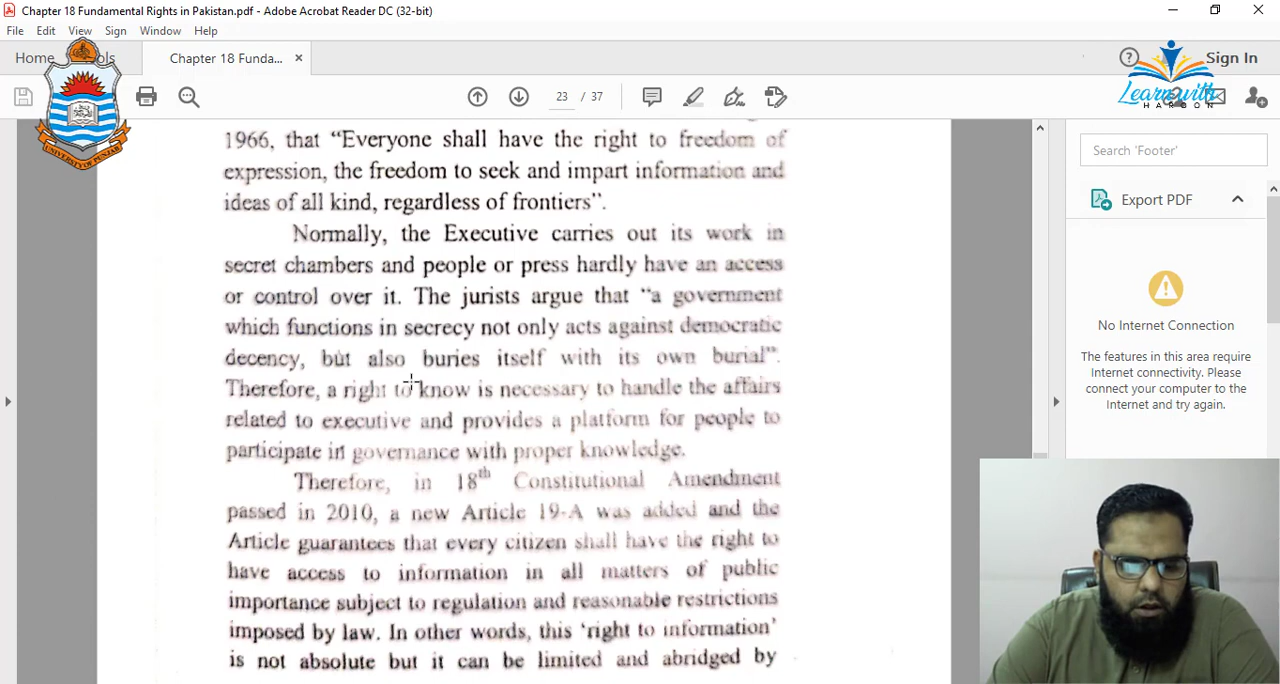 Chapter 18 Fundamental Rights in Pakistan.pdf - Adobe Acrobat Reader DC (32-bit)
File Edit View Sign Window Help
Home ols Chapter 18 Funda... × Sign In
UNIVERSITY OF PUNJAB
Learn with
HAROON
23 / 37
Search 'Footer'
Export PDF
No Internet Connection
The features in this area require
Internet connectivity. Please
connect your computer to the
Internet and try again.
1966, that “Everyone shall have the right to freedom of
expression, the freedom to seek and impart information and
ideas of all kind, regardless of frontiers”.
Normally, the Executive carries out its work in
secret chambers and people or press hardly have an access
or control over it. The jurists argue that “a government
which functions in secrecy not only acts against democratic
decency, but also buries itself with its own burial”.
Therefore, a right to know is necessary to handle the affairs
related to executive and provides a platform for people to
participate in governance with proper knowledge.
Therefore, in 18th Constitutional Amendment
passed in 2010, a new Article 19-A was added and the
Article guarantees that every citizen shall have the right to
have access to information in all matters of public
importance subject to regulation and reasonable restrictions
imposed by law. In other words, this ‘right to information’
is not absolute but it can be limited and abridged by